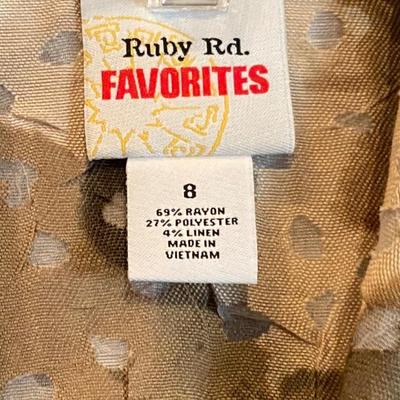 Ruby Rd.
FAVORITES
8
69% RAYON
27% POLYESTER
4% LINEN
MADE IN
VIETNAM